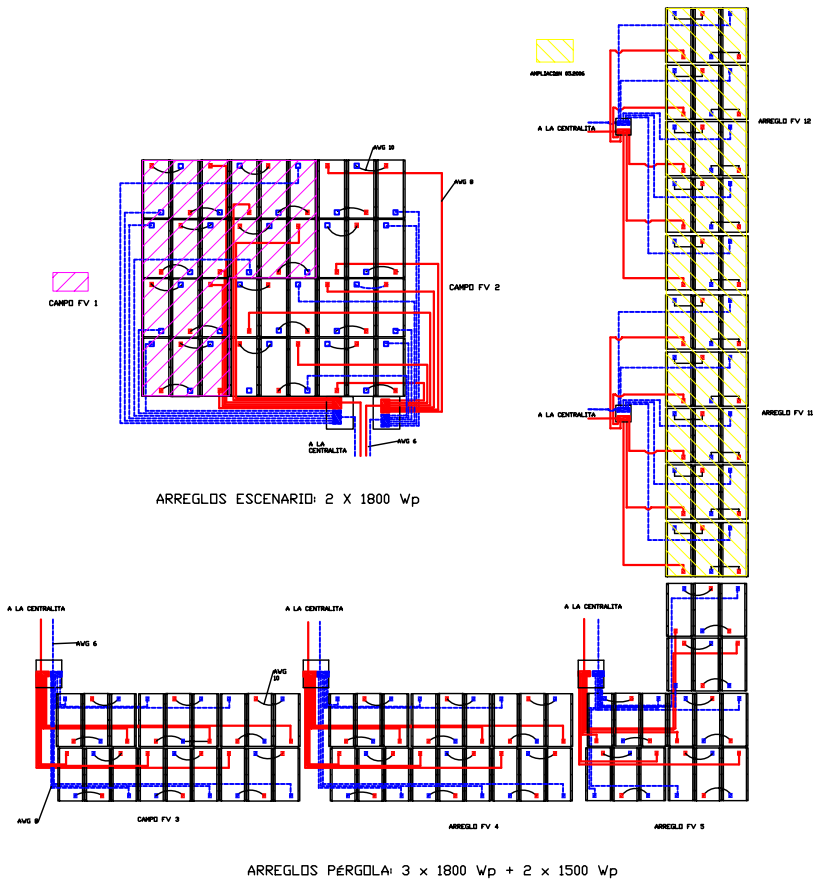 AMPLIACION 05.2006
A LA CENTRALITA
ARREGLO FV 12
AWG 10
AWG 8
CAMPO FV 1
CAMPO FV 2
A LA CENTRALITA
ARREGLO FV 11
A LA
CENTRALITA
AWG 6
ARREGLOS ESCENARIO: 2 X 1800 Wp
A LA CENTRALITA
A LA CENTRALITA
A LA CENTRALITA
AWG 6
AWG
10
AWG 8
CAMPO FV 3
ARREGLO FV 4
ARREGLO FV 5
ARREGLOS PÉRGOLA: 3 x 1800 Wp + 2 x 1500 Wp